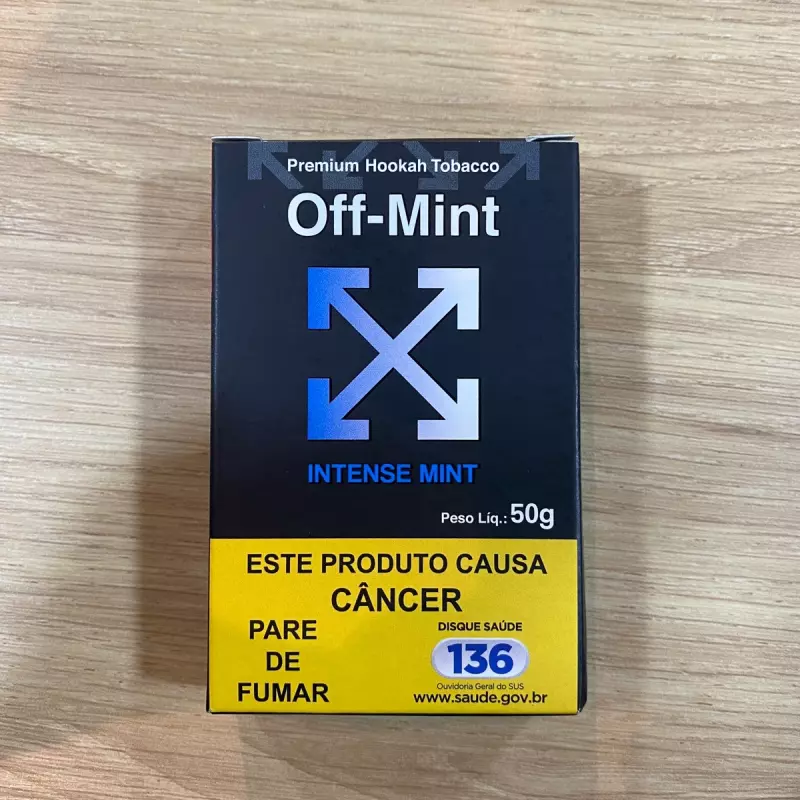 Premium Hookah Tobacco
Off-Mint
INTENSE MINT
Peso Líq.: 50g
ESTE PRODUTO CAUSA
CÂNCER
PARE
DE
FUMAR
DISQUE SAÚDE
136
Ouvidoria Geral do SUS
www.saude.gov.br